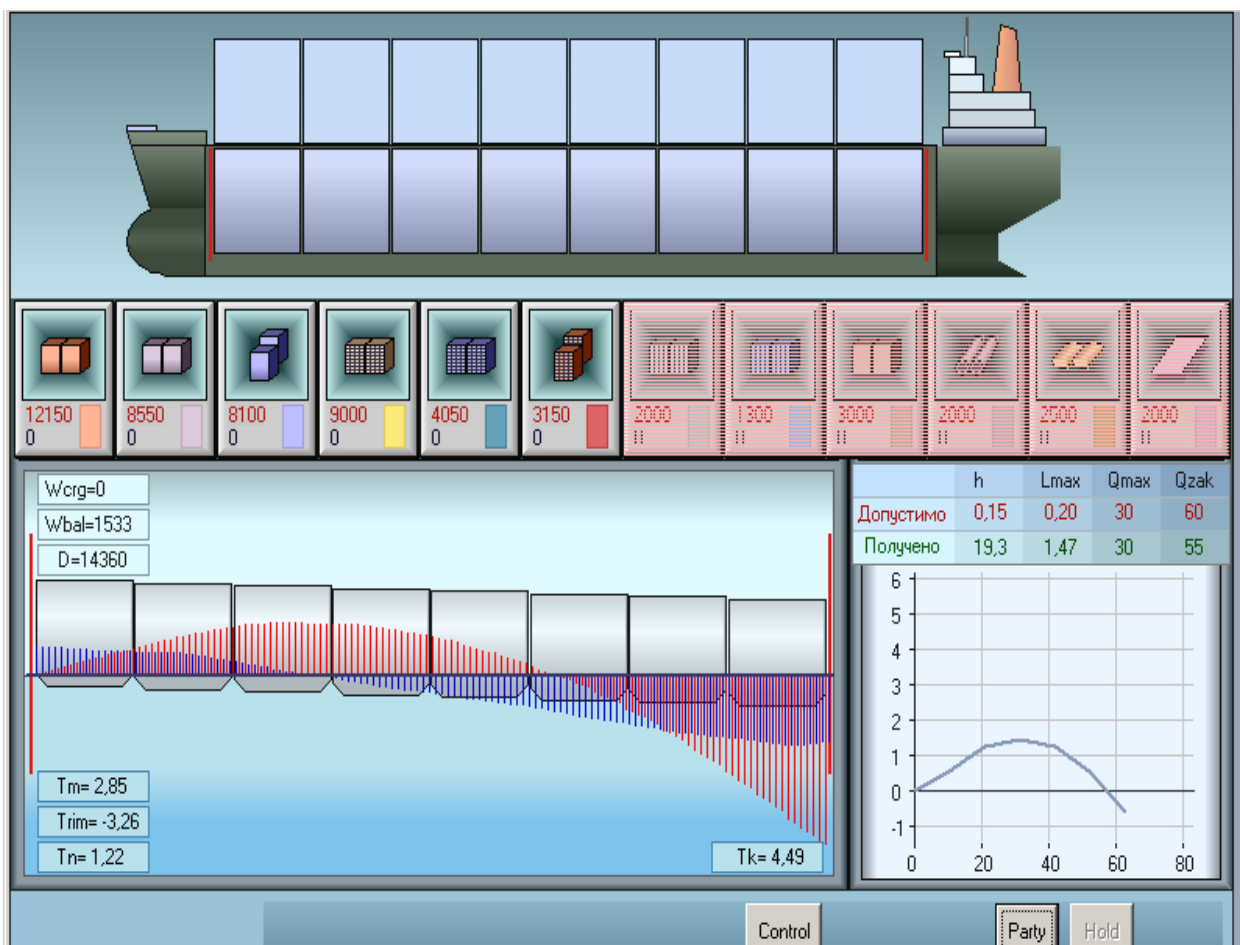 12150 8550 8100 9000 4050 3150 2000 1300 3000 2000 2500 2000
0 0 0 0 0 0
Wcrg=0
Wbal=1533
D=14360
Tm= 2,85
Trim= -3,26
Tn= 1,22
Tk= 4,49
h Lmax Qmax Qzak
Допустимо 0,15 0,20 30 60
Получено 19,3 1,47 30 55
6
5
4
3
2
1
0
-1
0 20 40 60 80
Control Party Hold